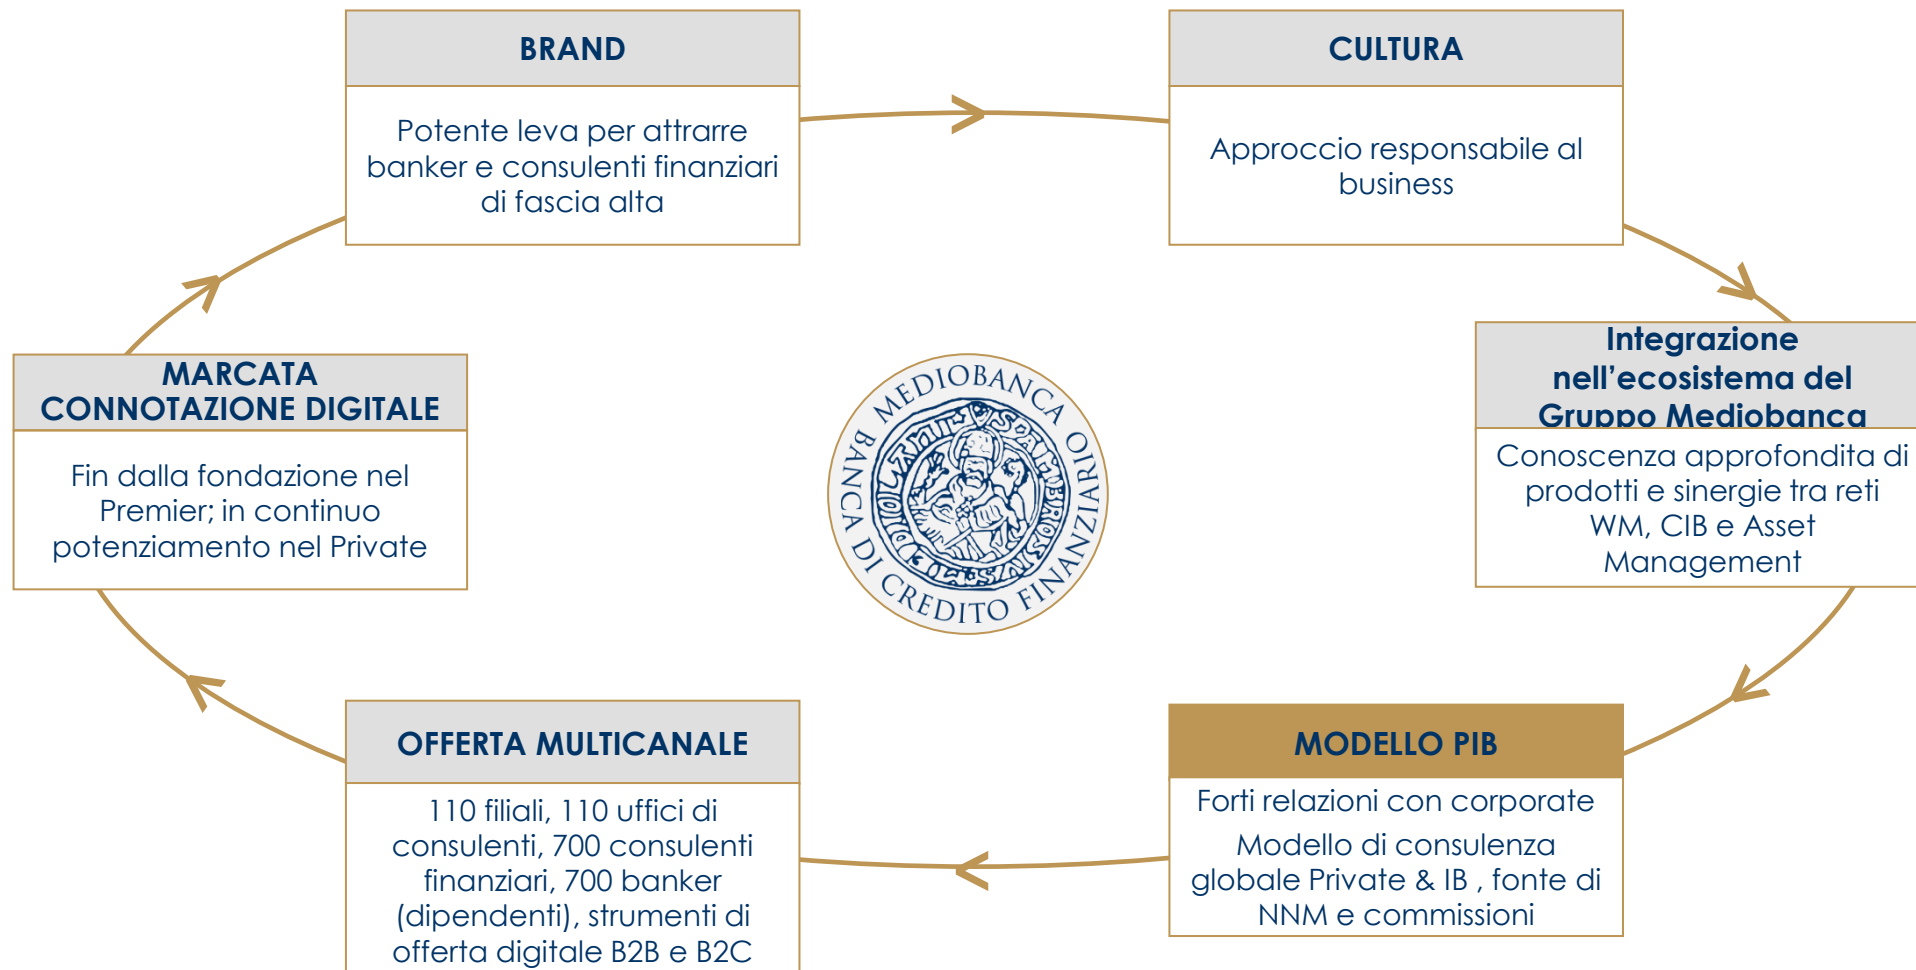 BRAND
Potente leva per attrarre
banker e consulenti finanziari
di fascia alta
CULTURA
Approccio responsabile al
business
Integrazione
nell’ecosistema del
Gruppo Mediobanca
Conoscenza approfondita di
prodotti e sinergie tra reti
WM, CIB e Asset
Management
MODELLO PIB
Forti relazioni con corporate
Modello di consulenza
globale Private & IB , fonte di
NNM e commissioni
OFFERTA MULTICANALE
110 filiali, 110 uffici di
consulenti, 700 consulenti
finanziari, 700 banker
(dipendenti), strumenti di
offerta digitale B2B e B2C
MARCATA
CONNOTAZIONE DIGITALE
Fin dalla fondazione nel
Premier; in continuo
potenziamento nel Private
MEDIOBANCA
BANCA DI CREDITO FINANZIARIO